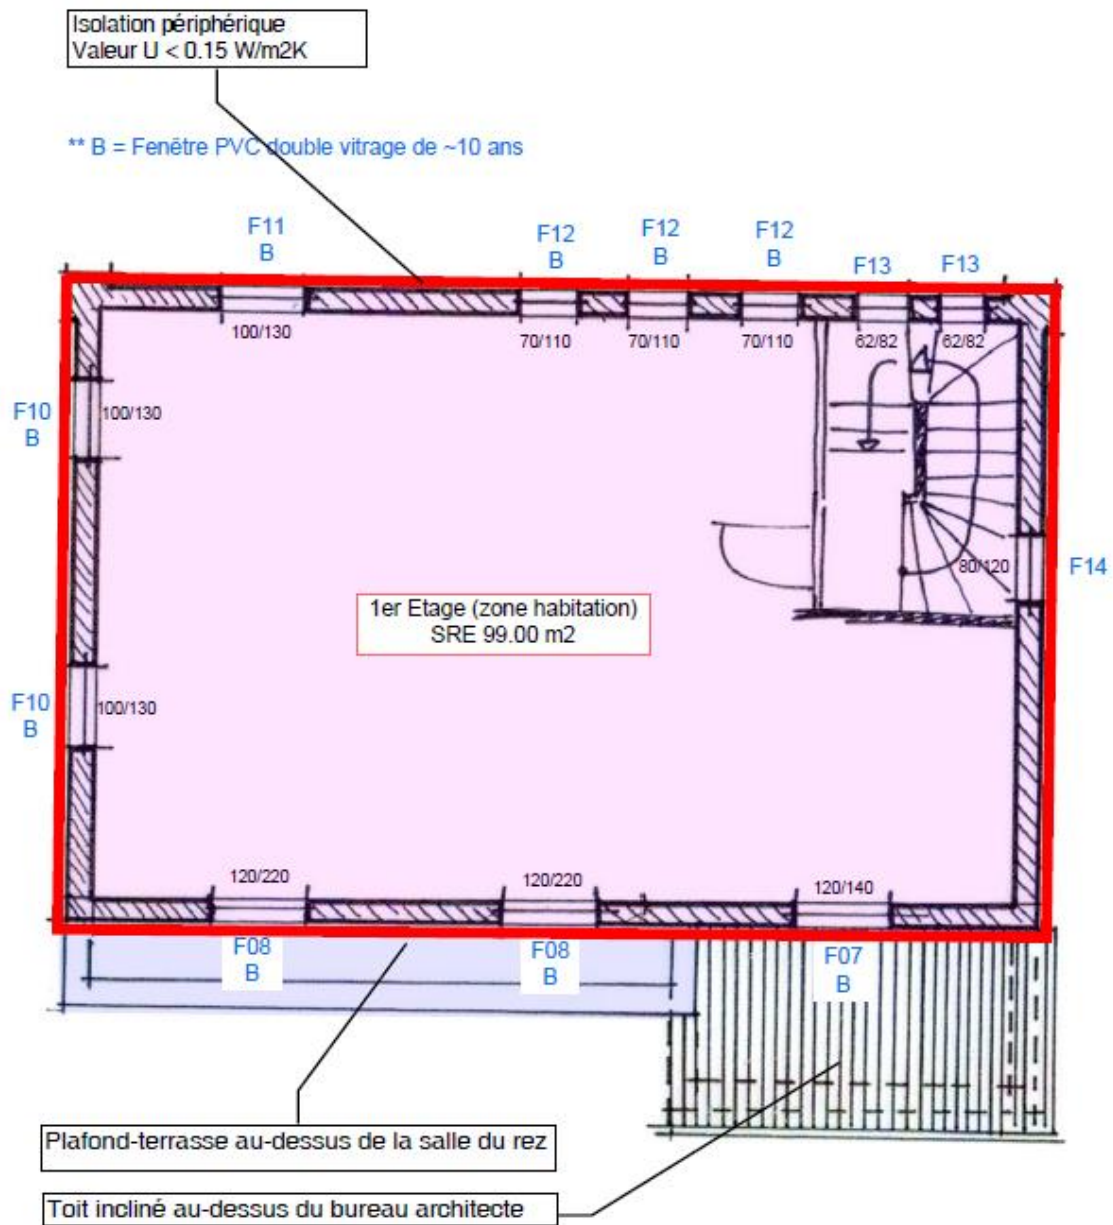 Isolation périphérique
Valeur U < 0.15 W/m2K
** B = Fenêtre PVC double vitrage de ~10 ans
F11
B
F12
B
F12
B
F12
B
F13
F13
100/130
70/110
70/110
70/110
62/82
62/82
F10
B
100/130
80/120
F14
1er Etage (zone habitation)
SRE 99.00 m2
F10
B
100/130
120/220
120/220
120/140
F08
B
F08
B
F07
B
Plafond-terrasse au-dessus de la salle du rez
Toit incliné au-dessus du bureau architecte